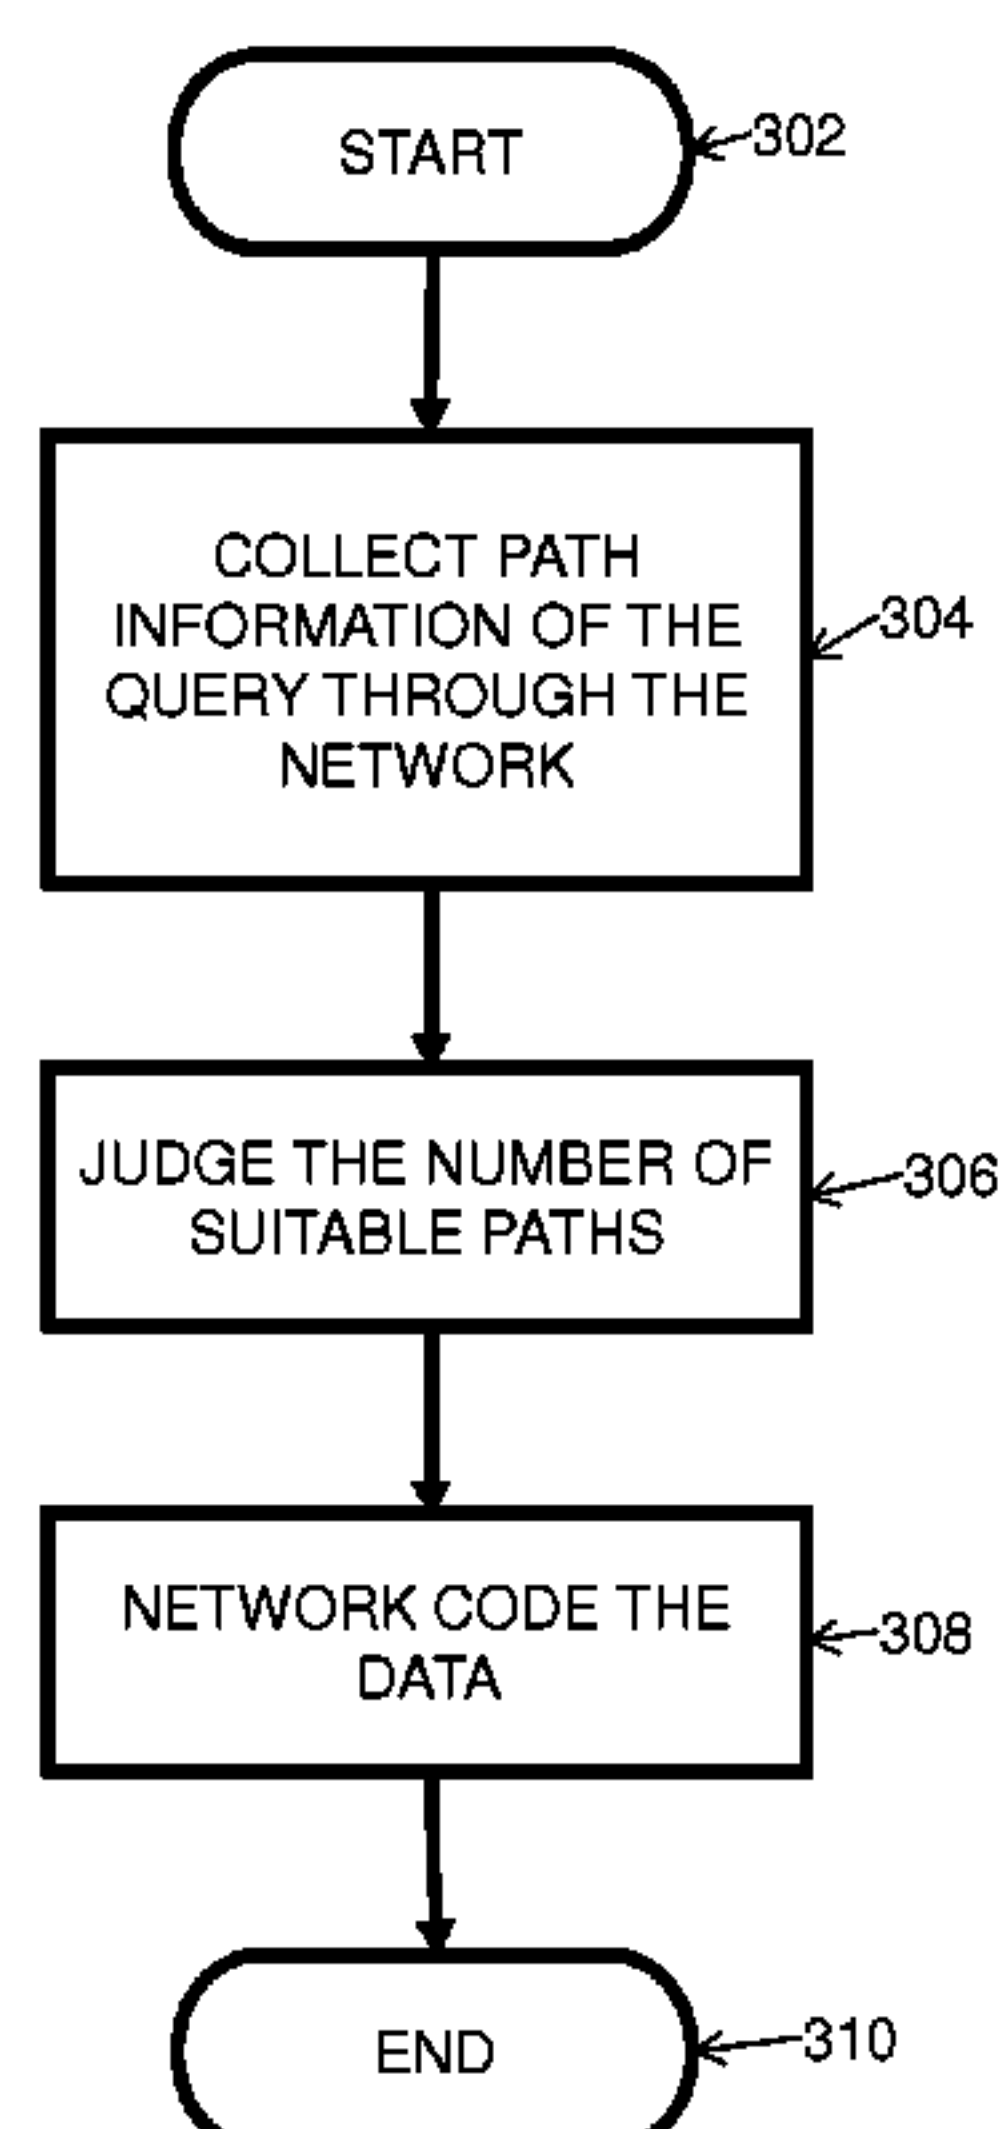 START
302
COLLECT PATH
INFORMATION OF THE
QUERY THROUGH THE
NETWORK
304
JUDGE THE NUMBER OF
SUITABLE PATHS
306
NETWORK CODE THE
DATA
308
END
310